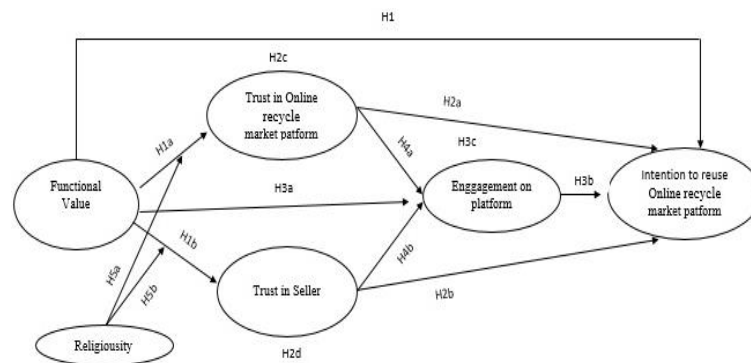 H1
H2c
Trust in Online
recycle
market patform
H2a
H1a
H4a
H3c
Functional
Value
H3a
Enggagement on
platform
H3b
Intention to reuse
Online recycle
market patform
H1b
H4b
H5a
H5b
Trust in Seller
H2b
Religiousity
H2d